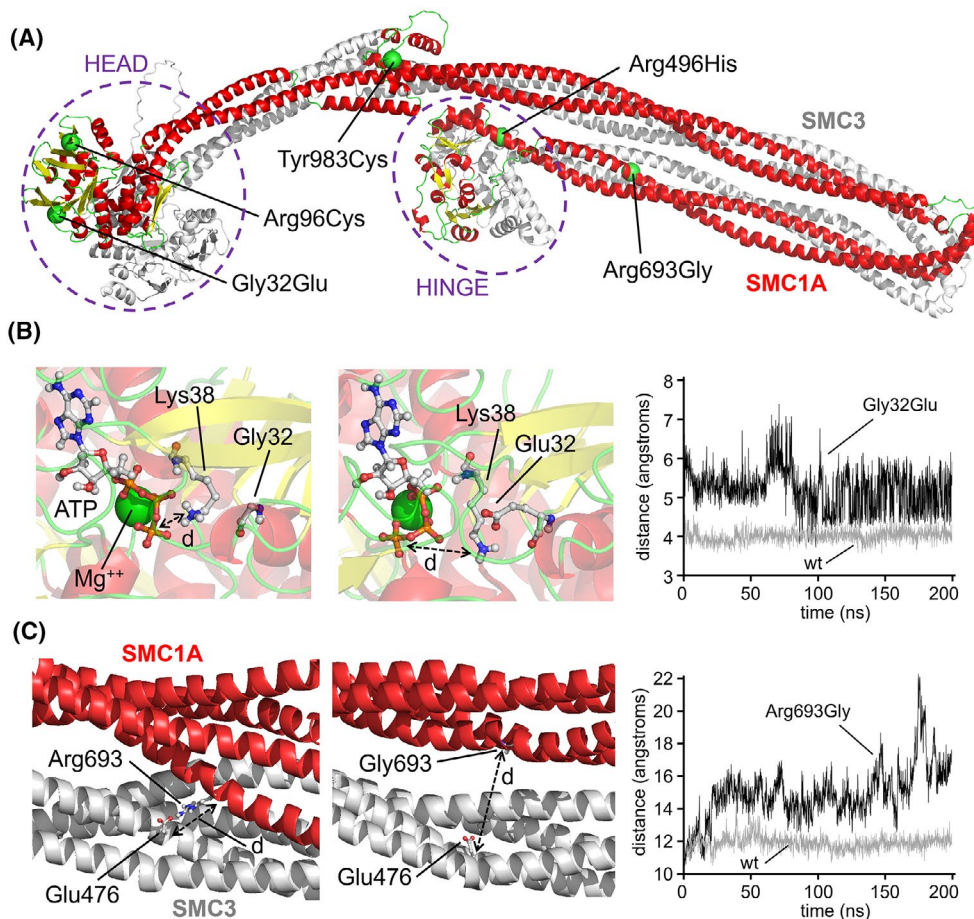 (A)
HEAD
Arg496His
SMC3
Tyr983Cys
Arg96Cys
Gly32Glu
HINGE
Arg693Gly
SMC1A
(B)
Lys38
Gly32
ATP
d
Mg++
Lys38
Glu32
d
distance (angstroms)
8
7
6
5
4
3
Gly32Glu
wt
0 50 100 150 200
time (ns)
(C)
SMC1A
Arg693
Glu476
d
SMC3
Gly693
d
Glu476
distance (angstroms)
22
20
18
16
14
12
10
Arg693Gly
wt
0 50 100 150 200
time (ns)